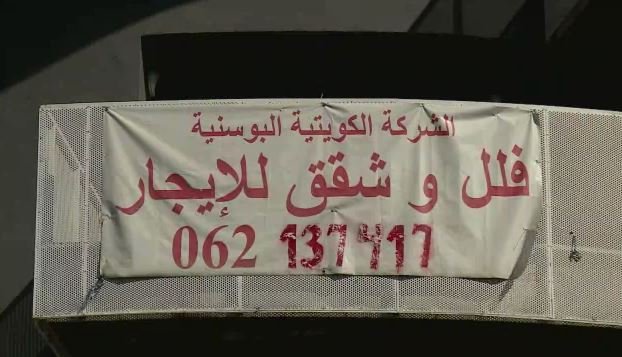 الشركة الكويتية البوسنية
فلل و شقق للإيجار
062 137 417